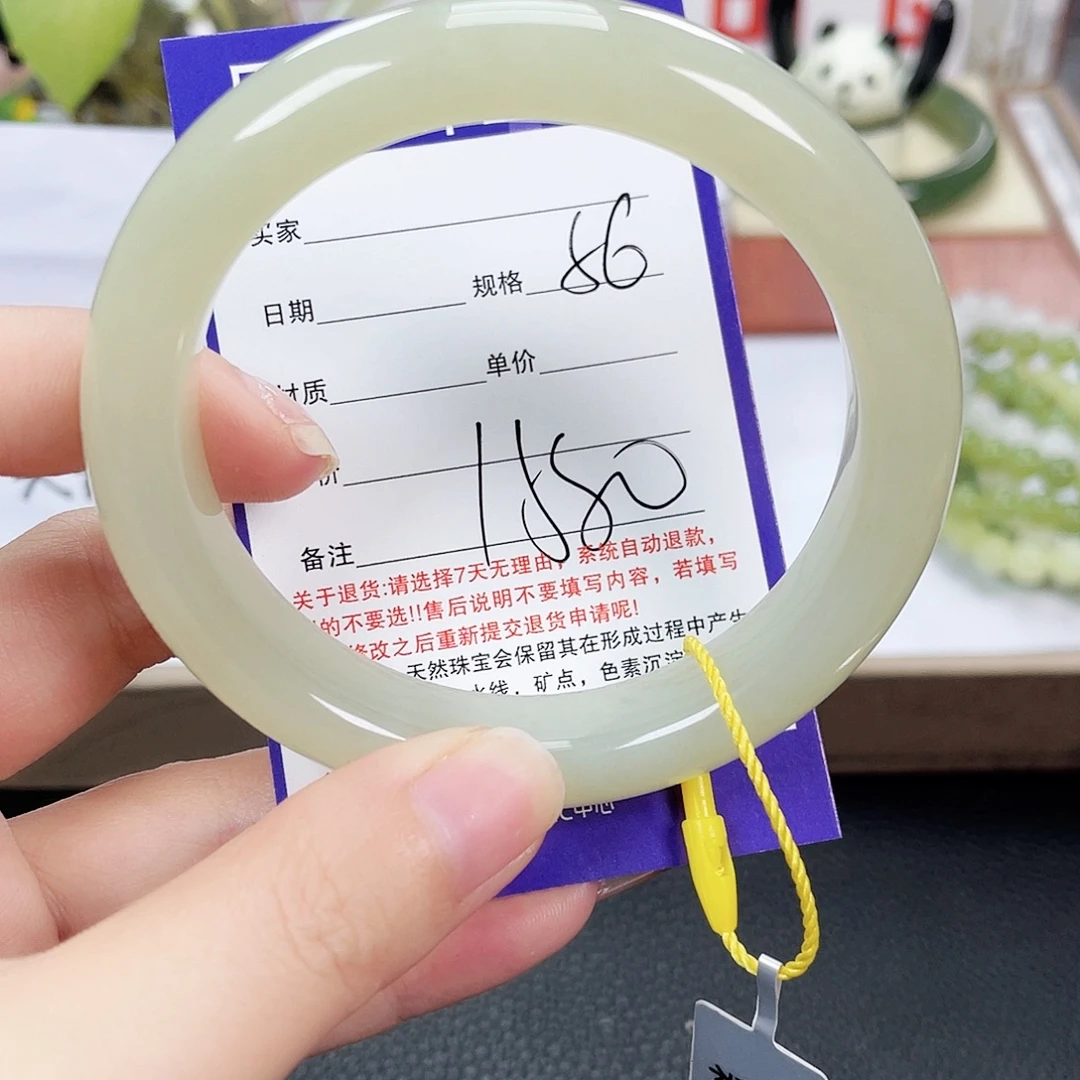 买家
日期 规格 56
材质 单价
价
备注
关于退货:请选择7天无理由,系统自动退款,
的不要选!!售后说明不要填写内容,若填写
修改之后重新提交退货申请呢!
天然珠宝会保留其在形成过程中产生
水线,矿点,色素沉淀
中心